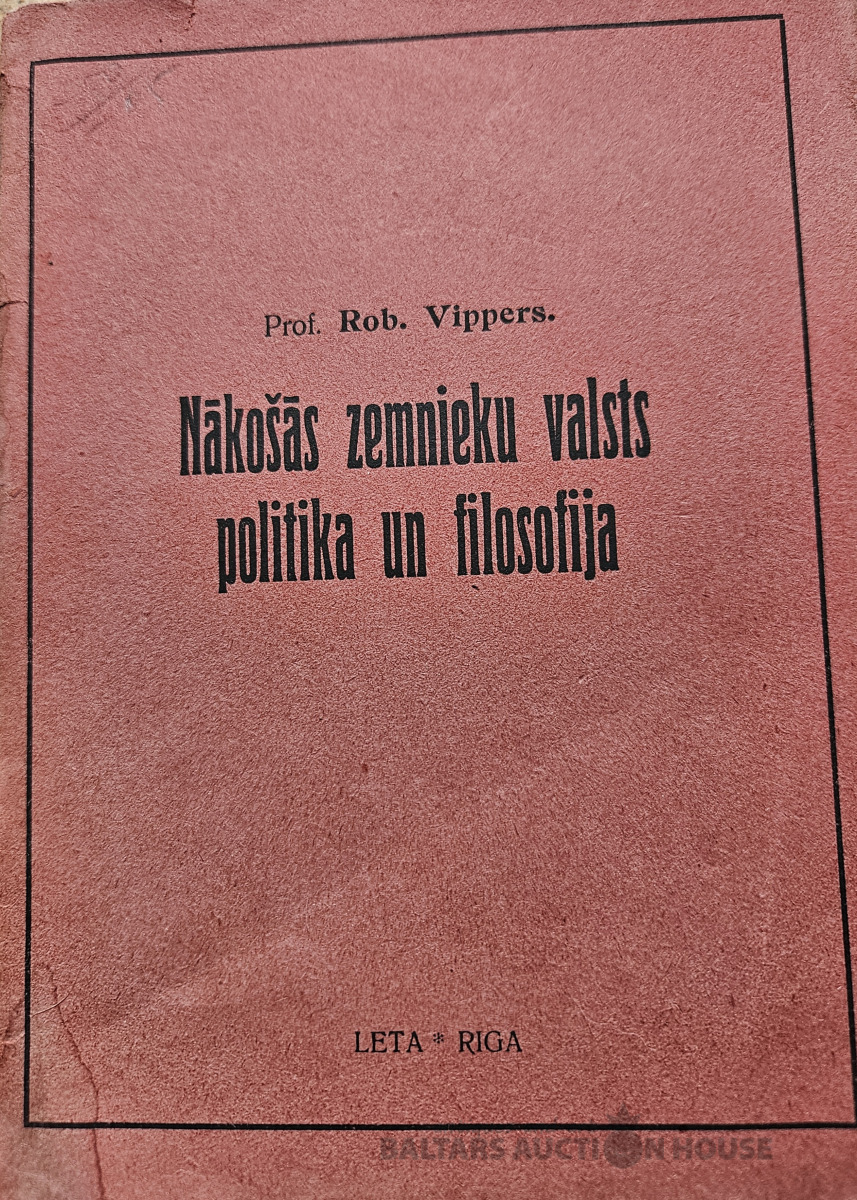 Prof. Rob. Vippers.
Nākošās zemnieku valsts
politika un filosofija
LETA * RIGA
BALTARS AUCTION HOUSE